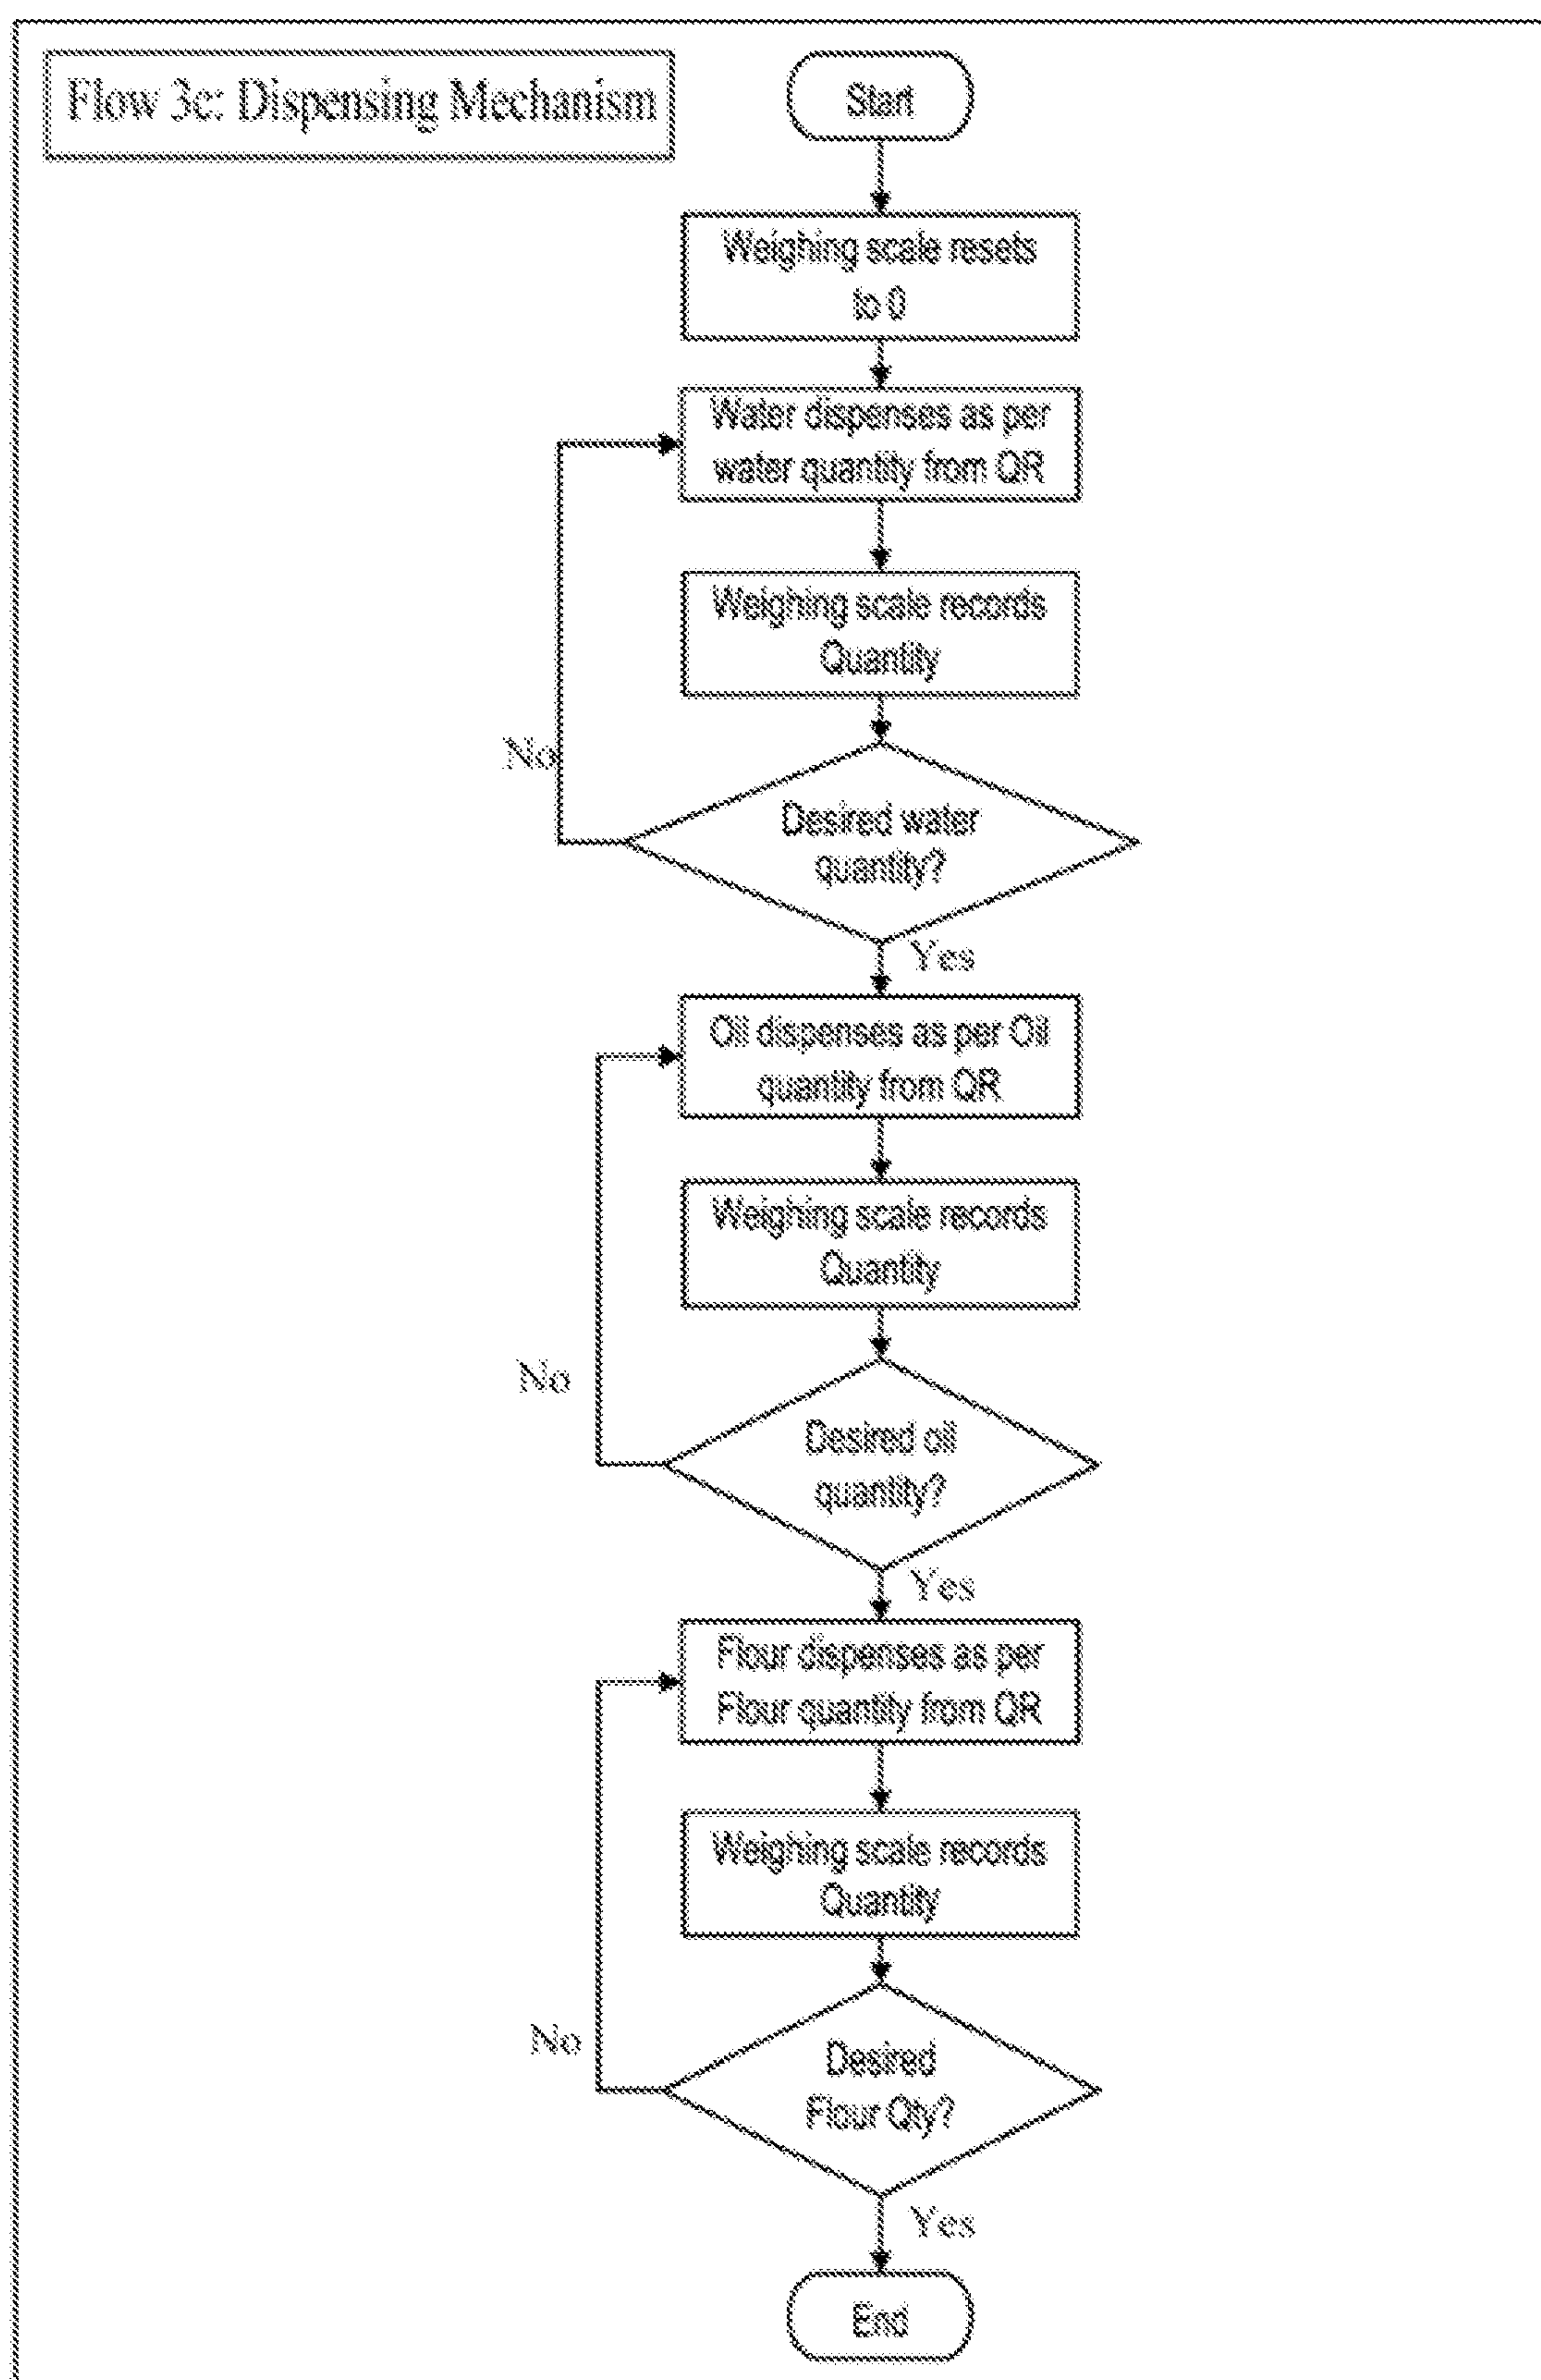 Flow 3c: Dispensing Mechanism
Start
Weighing scale resets
to 0
Water dispenses as per
water quantity from QR
Weighing scale records
Quantity
No
Desired water
quantity?
Yes
Oil dispenses as per Oil
quantity from QR
Weighing scale records
Quantity
No
Desired oil
quantity?
Yes
Flour dispenses as per
Flour quantity from QR
Weighing scale records
Quantity
No
Desired
Flour Qty?
Yes
End